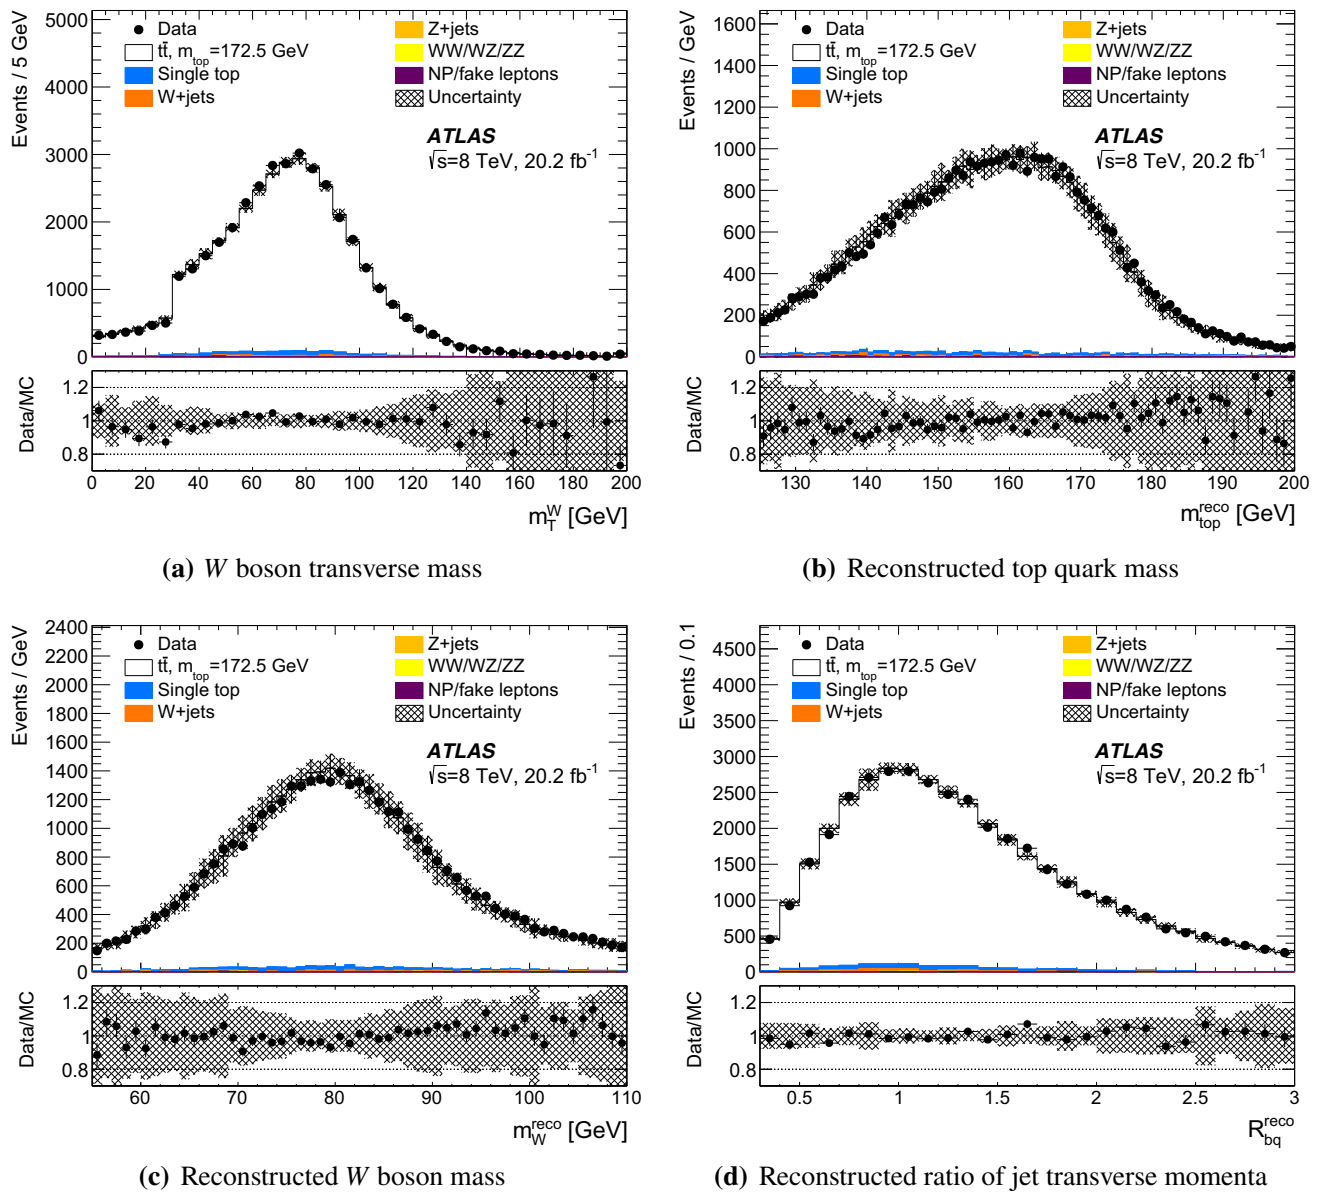 Events / 5 GeV
5000
4000
3000
2000
1000
0
Data
tt̄, m_top=172.5 GeV
Single top
W+jets
Z+jets
WW/WZ/ZZ
NP/fake leptons
Uncertainty
ATLAS
√s=8 TeV, 20.2 fb⁻¹
Data/MC
1.2
1
0.8
0 20 40 60 80 100 120 140 160 180 200
m_T^W [GeV]
(a) W boson transverse mass
Events / GeV
1600
1400
1200
1000
800
600
400
200
0
Data
tt̄, m_top=172.5 GeV
Single top
W+jets
Z+jets
WW/WZ/ZZ
NP/fake leptons
Uncertainty
ATLAS
√s=8 TeV, 20.2 fb⁻¹
Data/MC
1.2
1
0.8
130 140 150 160 170 180 190 200
m_top^reco [GeV]
(b) Reconstructed top quark mass
Events / GeV
2400
2200
2000
1800
1600
1400
1200
1000
800
600
400
200
0
Data
tt̄, m_top=172.5 GeV
Single top
W+jets
Z+jets
WW/WZ/ZZ
NP/fake leptons
Uncertainty
ATLAS
√s=8 TeV, 20.2 fb⁻¹
Data/MC
1.2
1
0.8
60 70 80 90 100 110
m_W^reco [GeV]
(c) Reconstructed W boson mass
Events / 0.1
4500
4000
3500
3000
2500
2000
1500
1000
500
0
Data
tt̄, m_top=172.5 GeV
Single top
W+jets
Z+jets
WW/WZ/ZZ
NP/fake leptons
Uncertainty
ATLAS
√s=8 TeV, 20.2 fb⁻¹
Data/MC
1.2
1
0.8
0.5 1 1.5 2 2.5 3
R_bq^reco
(d) Reconstructed ratio of jet transverse momenta